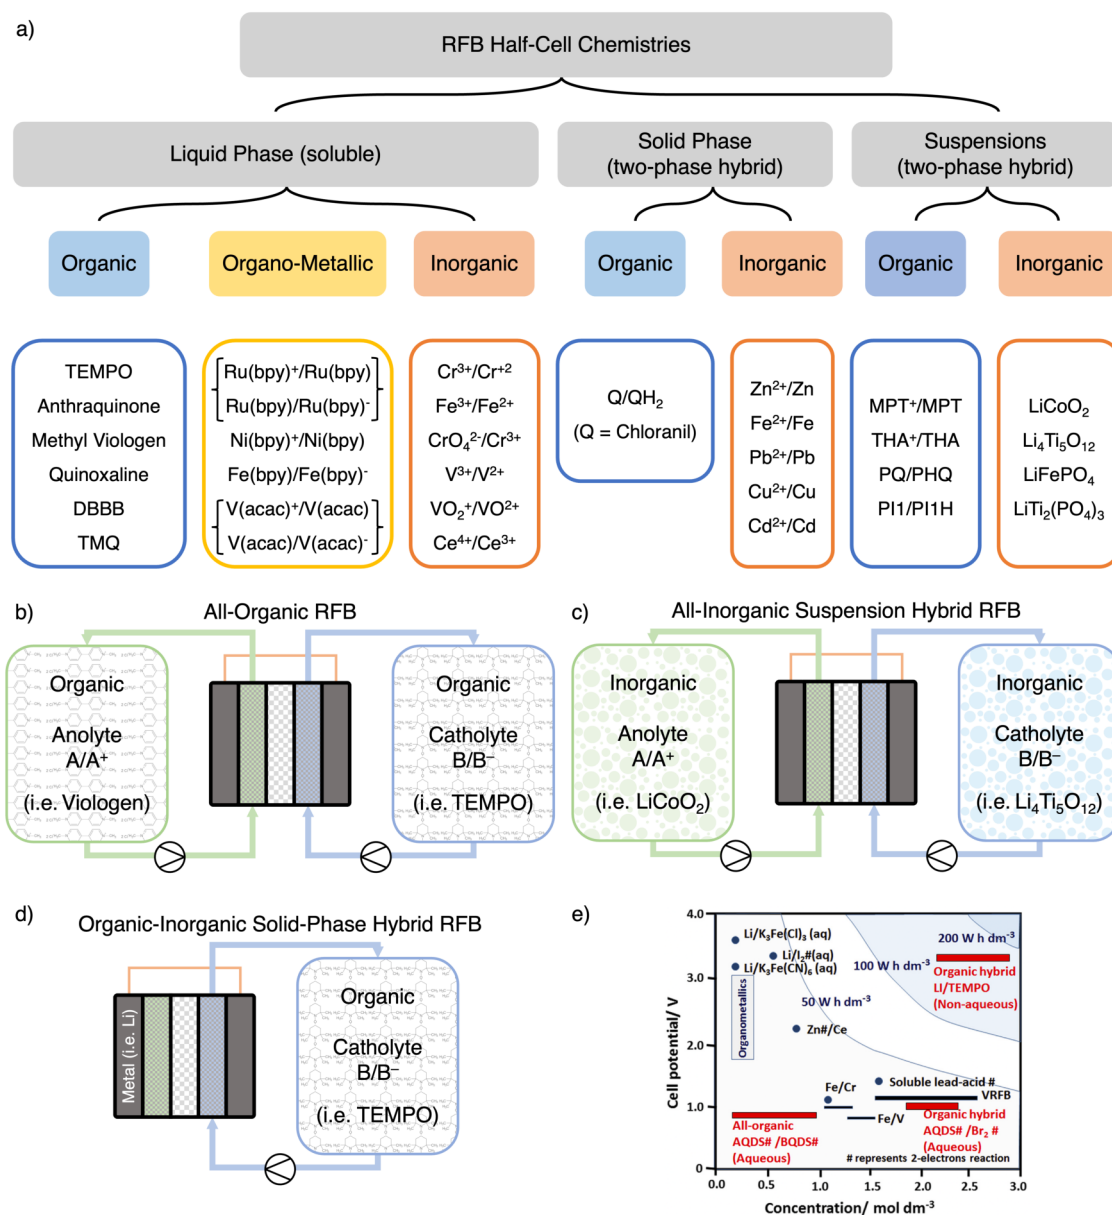 a)
RFB Half-Cell Chemistries
Liquid Phase (soluble)
Solid Phase
(two-phase hybrid)
Suspensions
(two-phase hybrid)
Organic
Organo-Metallic
Inorganic
Organic
Inorganic
Organic
Inorganic
TEMPO
Anthraquinone
Methyl Viologen
Quinoxaline
DBBB
TMQ
Ru(bpy)⁺/Ru(bpy)
Ru(bpy)/Ru(bpy)⁻
Ni(bpy)⁺/Ni(bpy)
Fe(bpy)/Fe(bpy)⁻
V(acac)⁺/V(acac)
V(acac)/V(acac)⁻
Cr³⁺/Cr⁺²
Fe³⁺/Fe²⁺
CrO₄²⁻/Cr³⁺
V³⁺/V²⁺
VO₂⁺/VO²⁺
Ce⁴⁺/Ce³⁺
Q/QH₂
(Q = Chloranil)
Zn²⁺/Zn
Fe²⁺/Fe
Pb²⁺/Pb
Cu²⁺/Cu
Cd²⁺/Cd
MPT⁺/MPT
THA⁺/THA
PQ/PHQ
PI1/PI1H
LiCoO₂
Li₄Ti₅O₁₂
LiFePO₄
LiTi₂(PO₄)₃
b)
All-Organic RFB
Organic
Anolyte
A/A⁺
(i.e. Viologen)
Organic
Catholyte
B/B⁻
(i.e. TEMPO)
c)
All-Inorganic Suspension Hybrid RFB
Inorganic
Anolyte
A/A⁺
(i.e. LiCoO₂)
Inorganic
Catholyte
B/B⁻
(i.e. Li₄Ti₅O₁₂)
d)
Organic-Inorganic Solid-Phase Hybrid RFB
Metal (i.e. Li)
Organic
Catholyte
B/B⁻
(i.e. TEMPO)
e)
Cell potential/ V
4.0
3.0
2.0
1.0
0
0.0
0.5
1.0
1.5
2.0
2.5
3.0
Concentration/ mol dm⁻³
Li/K₃Fe(Cl)₃ (aq)
Li/I₂#(aq)
Li/K₃Fe(CN)₆ (aq)
Organometallics
50 W h dm⁻³
100 W h dm⁻³
200 W h dm⁻³
Organic hybrid
LI/TEMPO
(Non-aqueous)
Zn#/Ce
Fe/Cr
Soluble lead-acid #
VRFB
Fe/V
All-organic
AQDS# /BQDS#
(Aqueous)
Organic hybrid
AQDS# /Br₂ #
(Aqueous)
# represents 2-electrons reaction